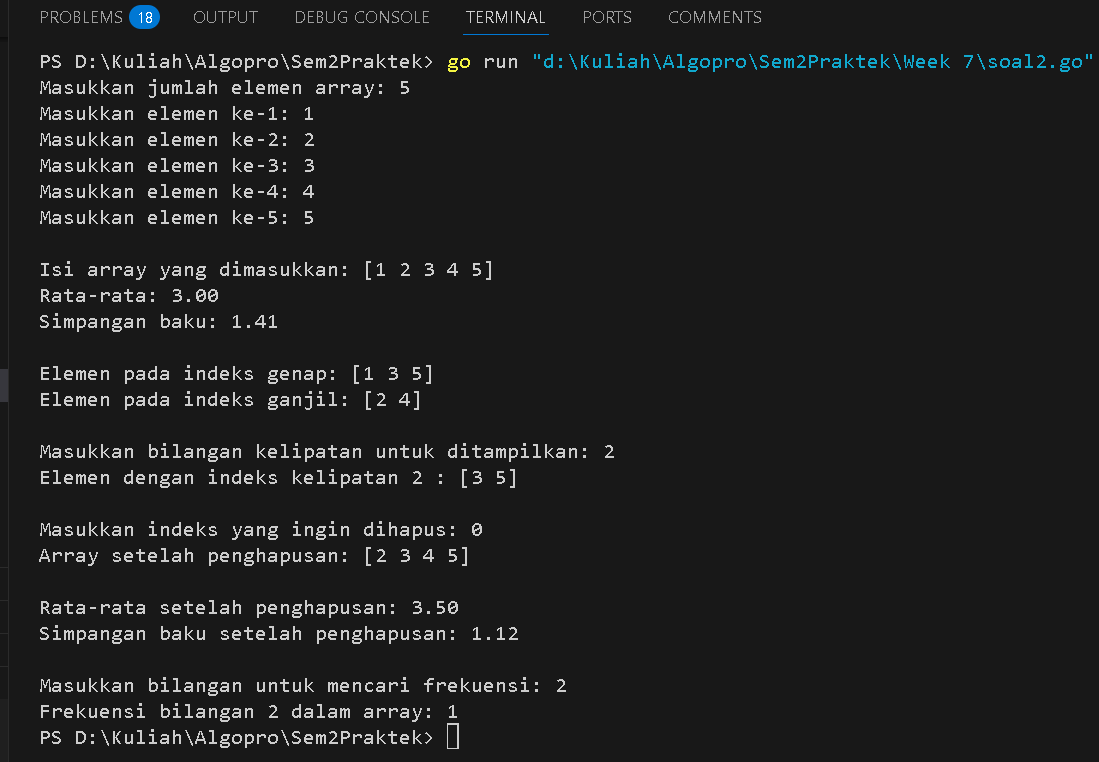 PROBLEMS 18 OUTPUT DEBUG CONSOLE TERMINAL PORTS COMMENTS
PS D:\Kuliah\Algopro\Sem2Praktek> go run "d:\Kuliah\Algopro\Sem2Praktek\Week 7\soal2.go"
Masukkan jumlah elemen array: 5
Masukkan elemen ke-1: 1
Masukkan elemen ke-2: 2
Masukkan elemen ke-3: 3
Masukkan elemen ke-4: 4
Masukkan elemen ke-5: 5
Isi array yang dimasukkan: [1 2 3 4 5]
Rata-rata: 3.00
Simpangan baku: 1.41
Elemen pada indeks genap: [1 3 5]
Elemen pada indeks ganjil: [2 4]
Masukkan bilangan kelipatan untuk ditampilkan: 2
Elemen dengan indeks kelipatan 2 : [3 5]
Masukkan indeks yang ingin dihapus: 0
Array setelah penghapusan: [2 3 4 5]
Rata-rata setelah penghapusan: 3.50
Simpangan baku setelah penghapusan: 1.12
Masukkan bilangan untuk mencari frekuensi: 2
Frekuensi bilangan 2 dalam array: 1
PS D:\Kuliah\Algopro\Sem2Praktek>